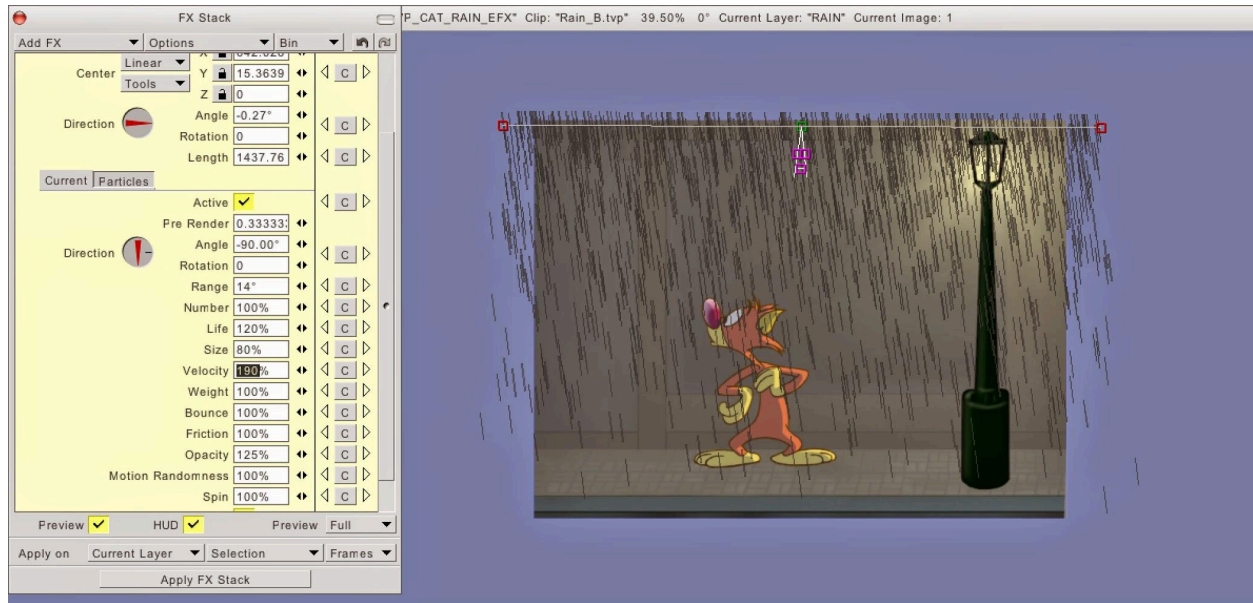 FX Stack
P_CAT_RAIN_EFX" Clip: "Rain_B.tvp" 39.50% 0° Current Layer: "RAIN" Current Image: 1
Add FX Options Bin
Linear X
Center Y 15.3639 C
Tools
Z 0
Angle -0.27°
Direction C
Rotation 0
Length 1437.76 C
Current Particles
Active C
Pre Render 0.33333
Angle -90.00°
Direction C
Rotation 0
Range 14° C
Number 100% C
Life 120% C
Size 80% C
Velocity 190% C
Weight 100% C
Bounce 100% C
Friction 100% C
Opacity 125% C
Motion Randomness 100% C
Spin 100% C
Preview HUD Preview Full
Apply on Current Layer Selection Frames
Apply FX Stack